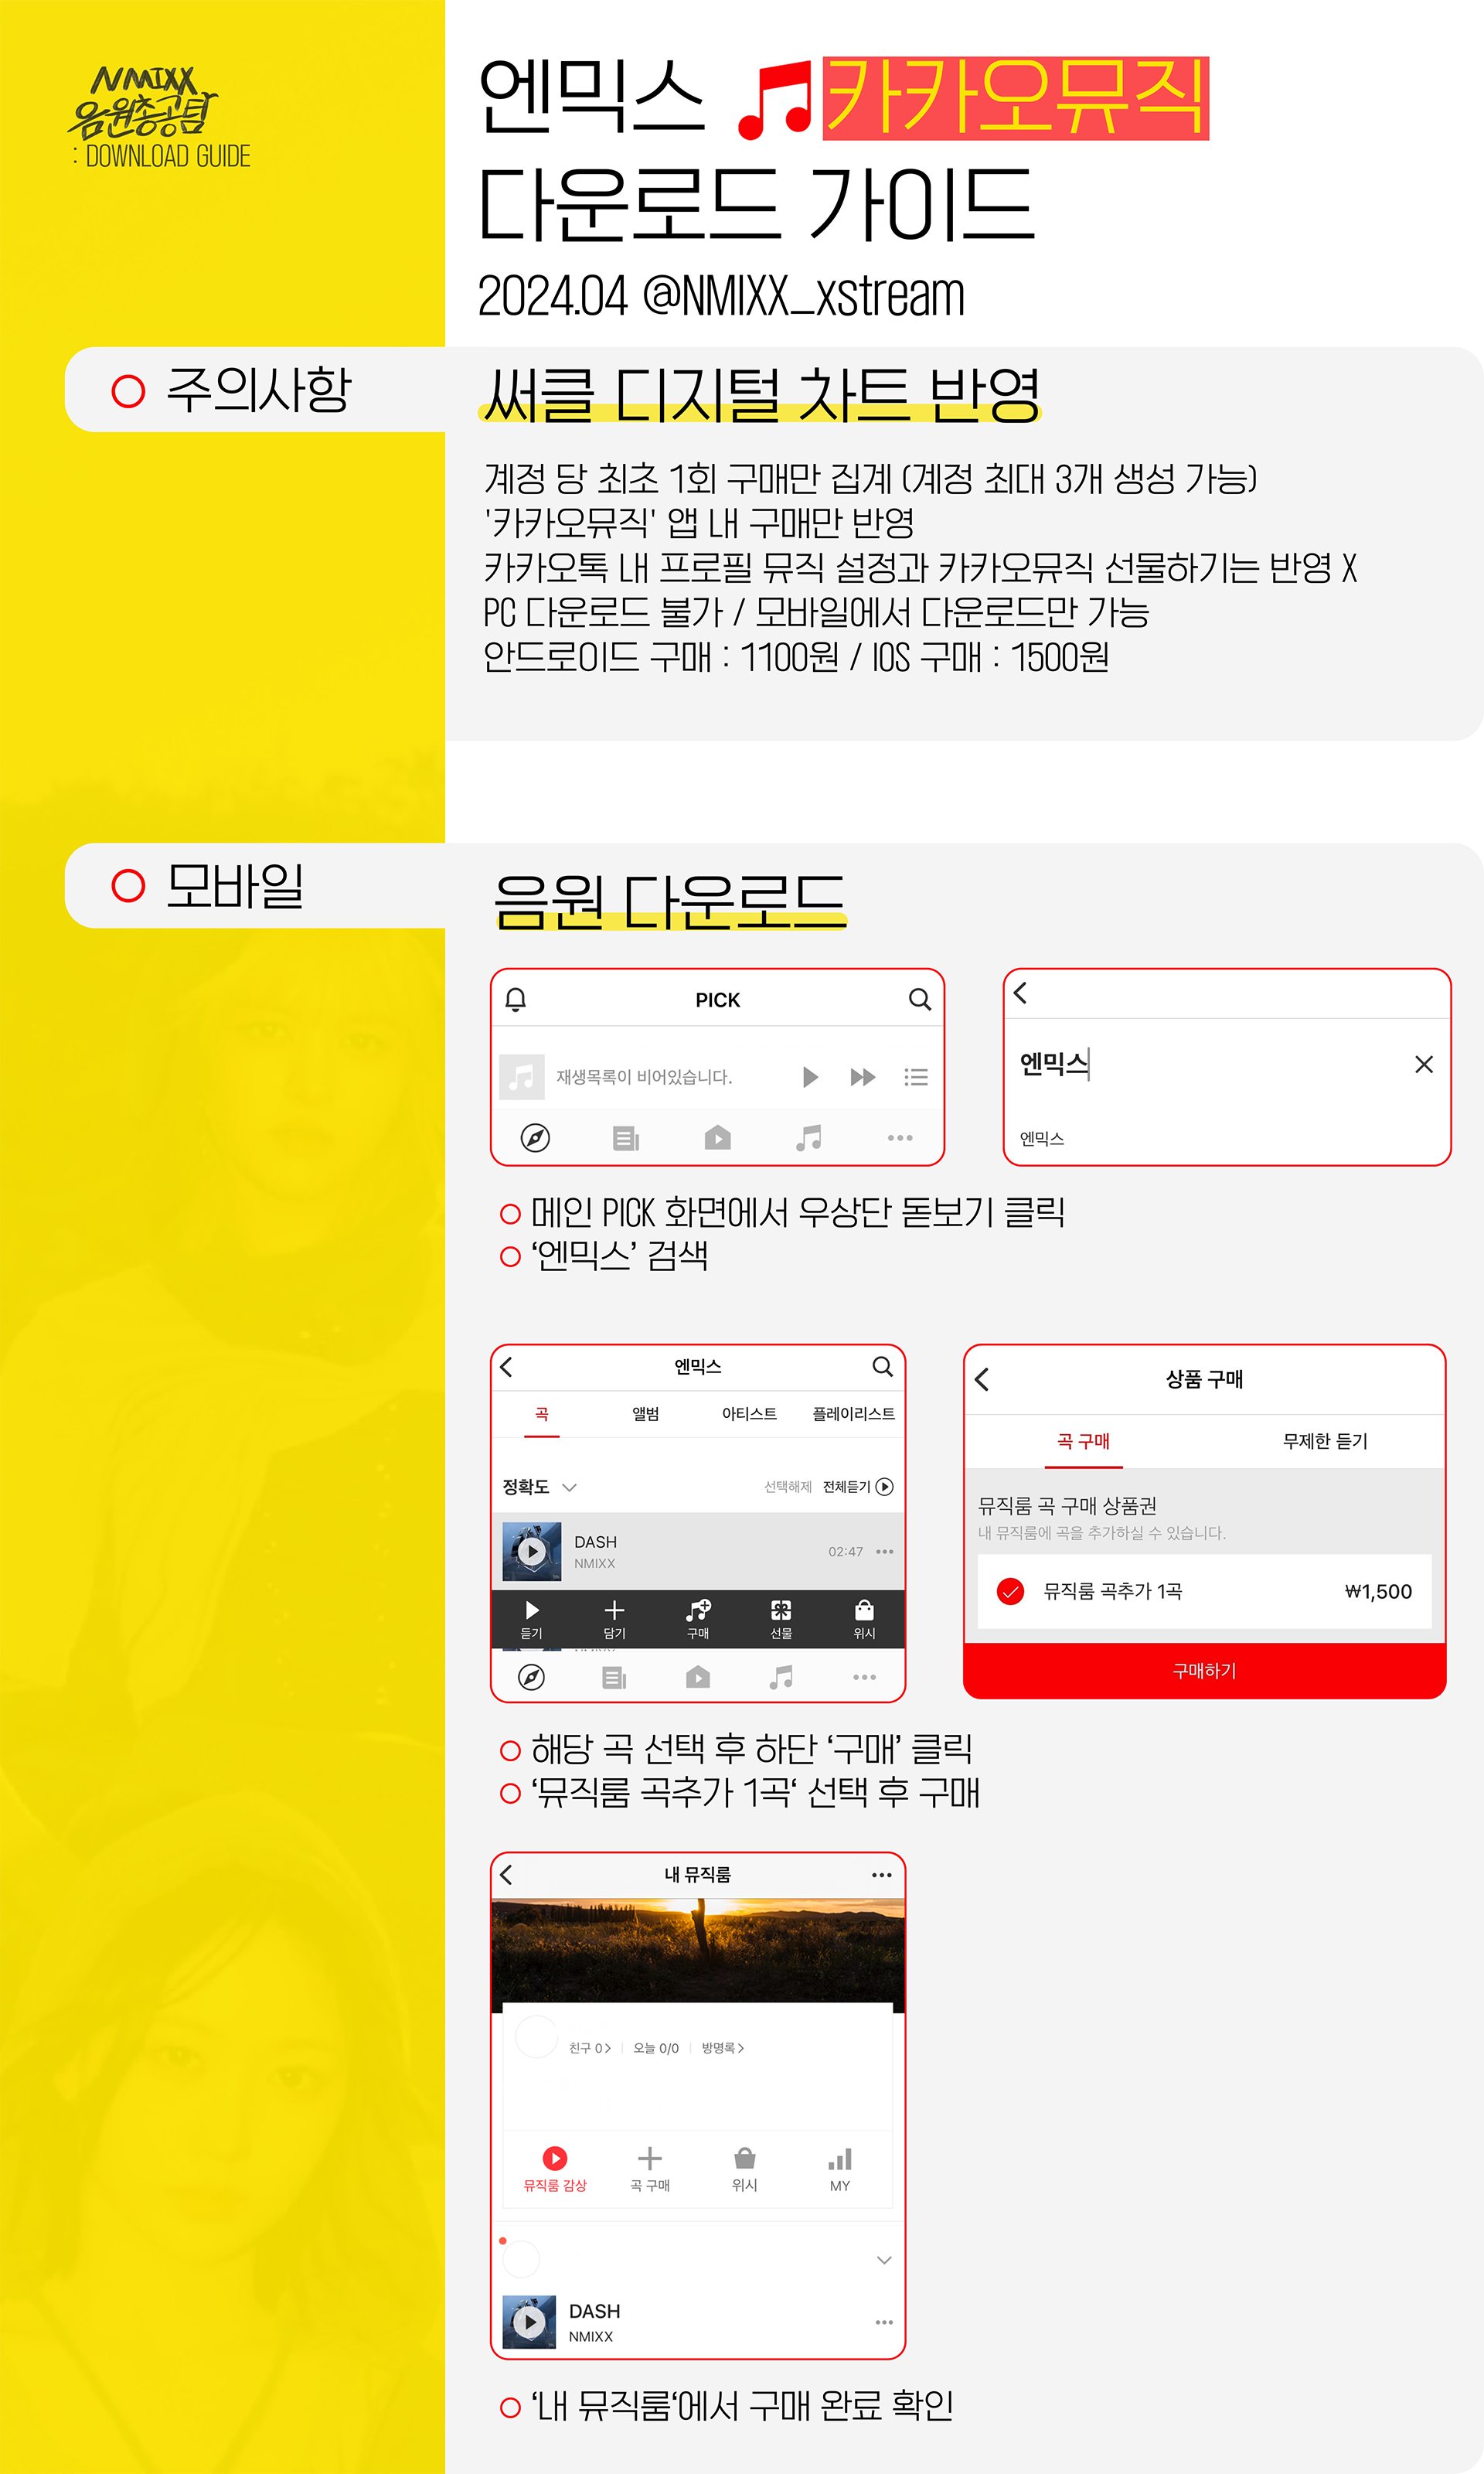 NMIXX
음원총공팀
: DOWNLOAD GUIDE
엔믹스 카카오뮤직
다운로드 가이드
2024.04 @NMIXX_xstream
주의사항
써클 디지털 차트 반영
계정 당 최초 1회 구매만 집계 (계정 최대 3개 생성 가능)
'카카오뮤직' 앱 내 구매만 반영
카카오톡 내 프로필 뮤직 설정과 카카오뮤직 선물하기는 반영 X
PC 다운로드 불가 / 모바일에서 다운로드만 가능
안드로이드 구매 : 1100원 / IOS 구매 : 1500원
모바일
음원 다운로드
PICK
재생목록이 비어있습니다.
엔믹스
엔믹스
메인 PICK 화면에서 우상단 돋보기 클릭
‘엔믹스’ 검색
엔믹스
곡 앨범 아티스트 플레이리스트
정확도 선택해제 전체듣기
DASH
NMIXX
02:47
듣기 담기 구매 선물 위시
상품 구매
곡 구매 무제한 듣기
뮤직룸 곡 구매 상품권
내 뮤직룸에 곡을 추가하실 수 있습니다.
뮤직룸 곡추가 1곡 ₩1,500
구매하기
해당 곡 선택 후 하단 ‘구매’ 클릭
‘뮤직룸 곡추가 1곡‘ 선택 후 구매
내 뮤직룸
친구 0 > | 오늘 0/0 | 방명록 >
뮤직룸 감상 곡 구매 위시 MY
DASH
NMIXX
‘내 뮤직룸‘에서 구매 완료 확인